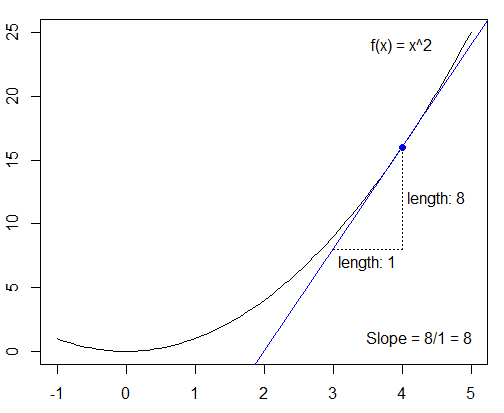 f(x) = x^2
25
20
15
10
5
0
length: 8
length: 1
Slope = 8/1 = 8
-1 0 1 2 3 4 5